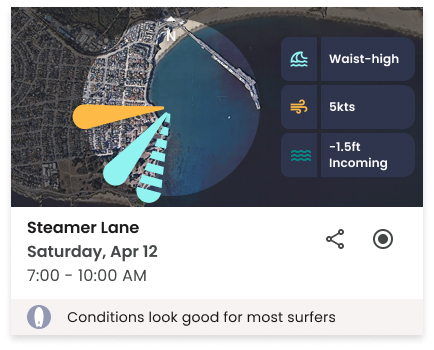 N
Waist-high
5kts
-1.5ft
Incoming
Steamer Lane
Saturday, Apr 12
7:00 - 10:00 AM
Conditions look good for most surfers